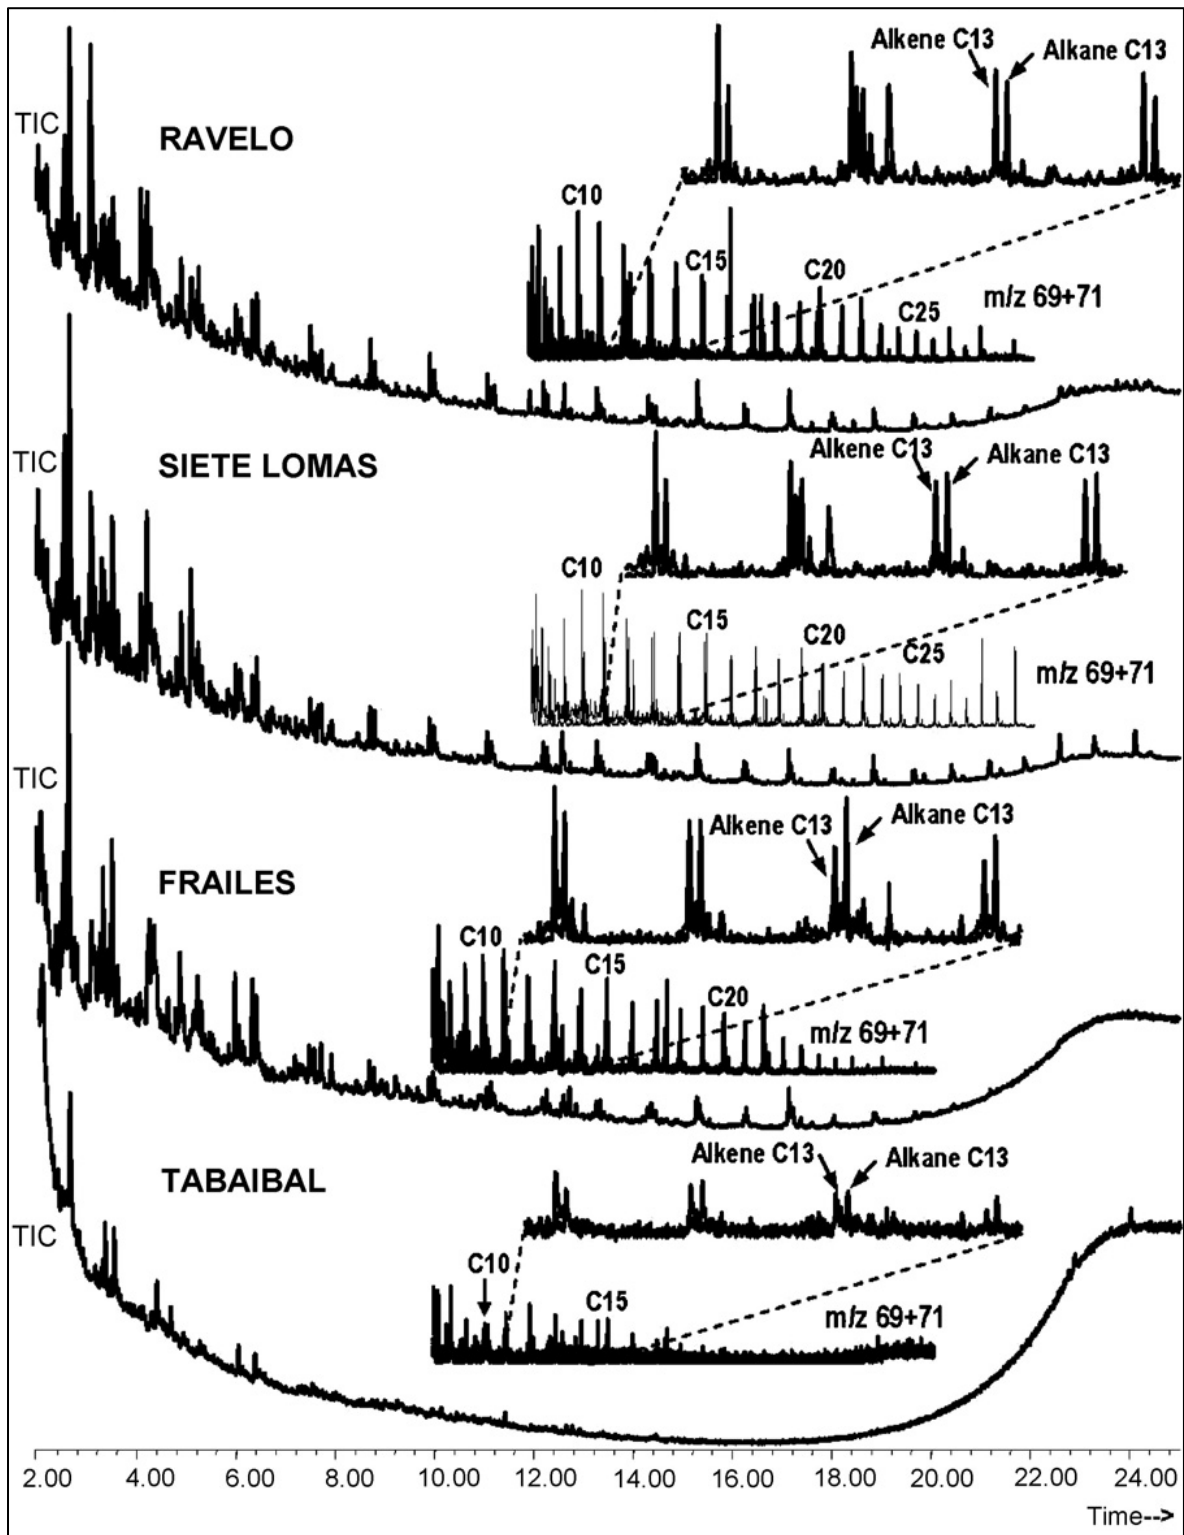 Alkene C13
Alkane C13
TIC
RAVELO
C10
C15
C20
C25
m/z 69+71
TIC
SIETE LOMAS
Alkene C13
Alkane C13
C10
C15
C20
C25
m/z 69+71
TIC
FRAILES
Alkene C13
Alkane C13
C10
C15
C20
m/z 69+71
TABAIBAL
TIC
Alkene C13
Alkane C13
C10
C15
m/z 69+71
2.00 4.00 6.00 8.00 10.00 12.00 14.00 16.00 18.00 20.00 22.00 24.00
Time-->